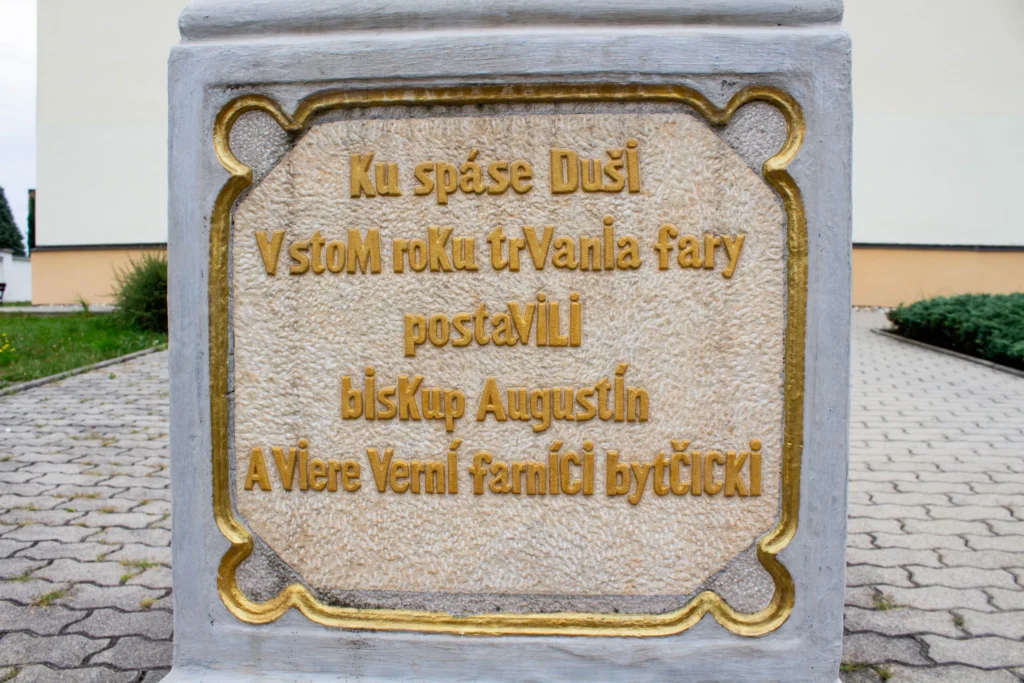 Ku spáse Duši
V stoM roKu trVania fary
postaVILI
bisKup Augustín
A VIere Verní farníCI bytČICKI